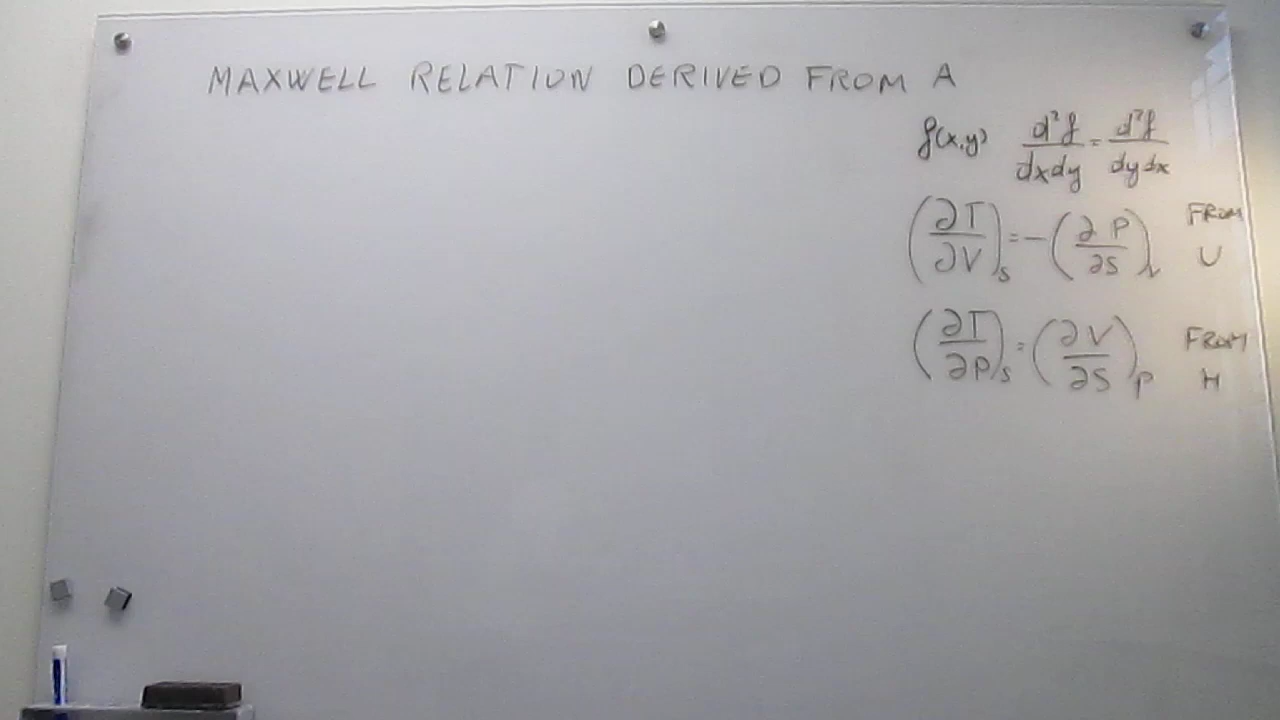 MAXWELL RELATION DERIVED FROM A
f(x,y) d²f/dxdy = d²f/dydx
(∂T/∂V)_S = -(∂P/∂S)_V FROM U
(∂T/∂P)_S = (∂V/∂S)_P FROM H